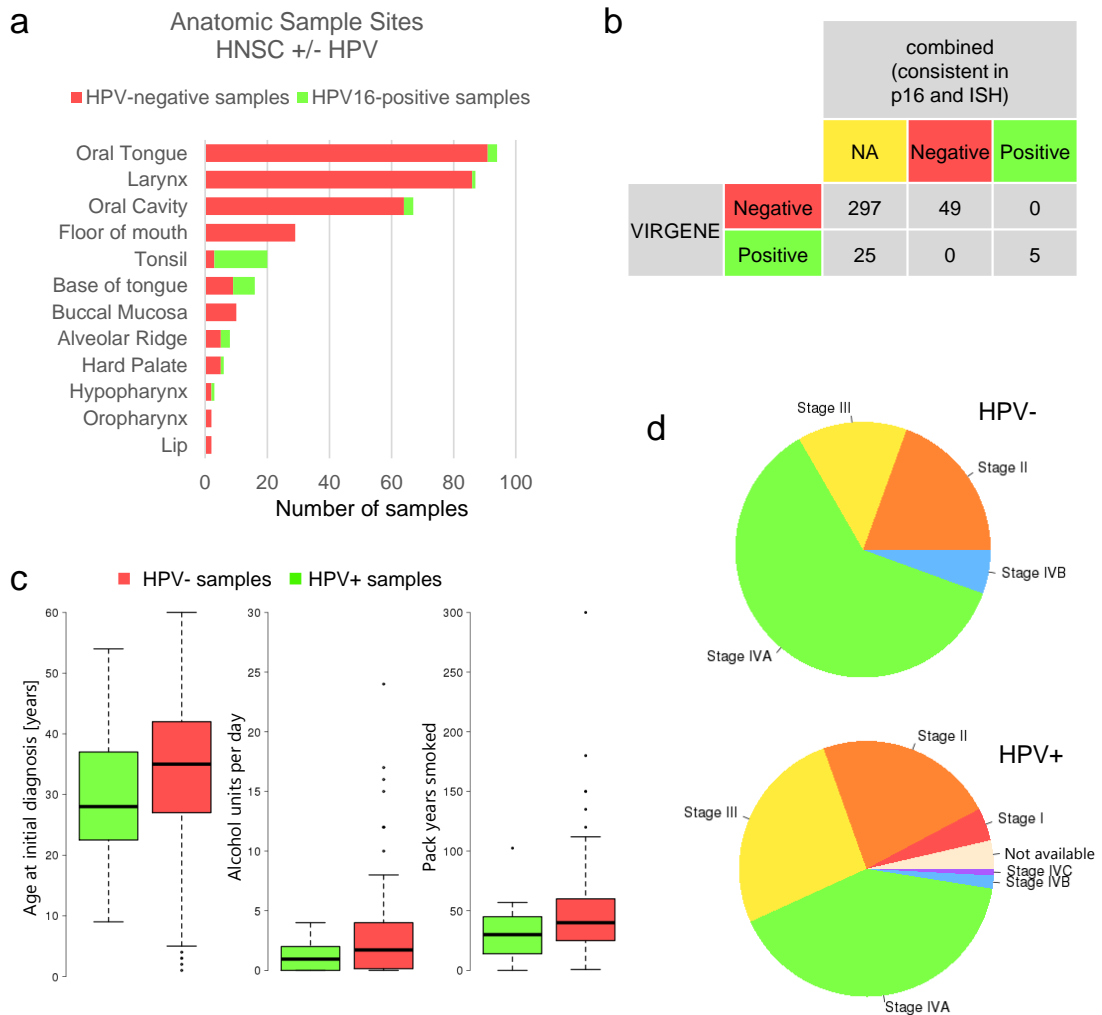 a
Anatomic Sample Sites
HNSC +/- HPV
HPV-negative samples HPV16-positive samples
Oral Tongue
Larynx
Oral Cavity
Floor of mouth
Tonsil
Base of tongue
Buccal Mucosa
Alveolar Ridge
Hard Palate
Hypopharynx
Oropharynx
Lip
0 20 40 60 80 100
Number of samples
b
combined
(consistent in
p16 and ISH)
NA Negative Positive
VIRGENE
Negative 297 49 0
Positive 25 0 5
c
HPV- samples HPV+ samples
Age at initial diagnosis [years]
60
50
40
30
20
10
0
Alcohol units per day
30
25
20
15
10
5
0
Pack years smoked
300
250
200
150
100
50
0
d
HPV-
Stage III
Stage II
Stage IVB
Stage IVA
HPV+
Stage II
Stage III
Stage I
Not available
Stage IVC
Stage IVB
Stage IVA